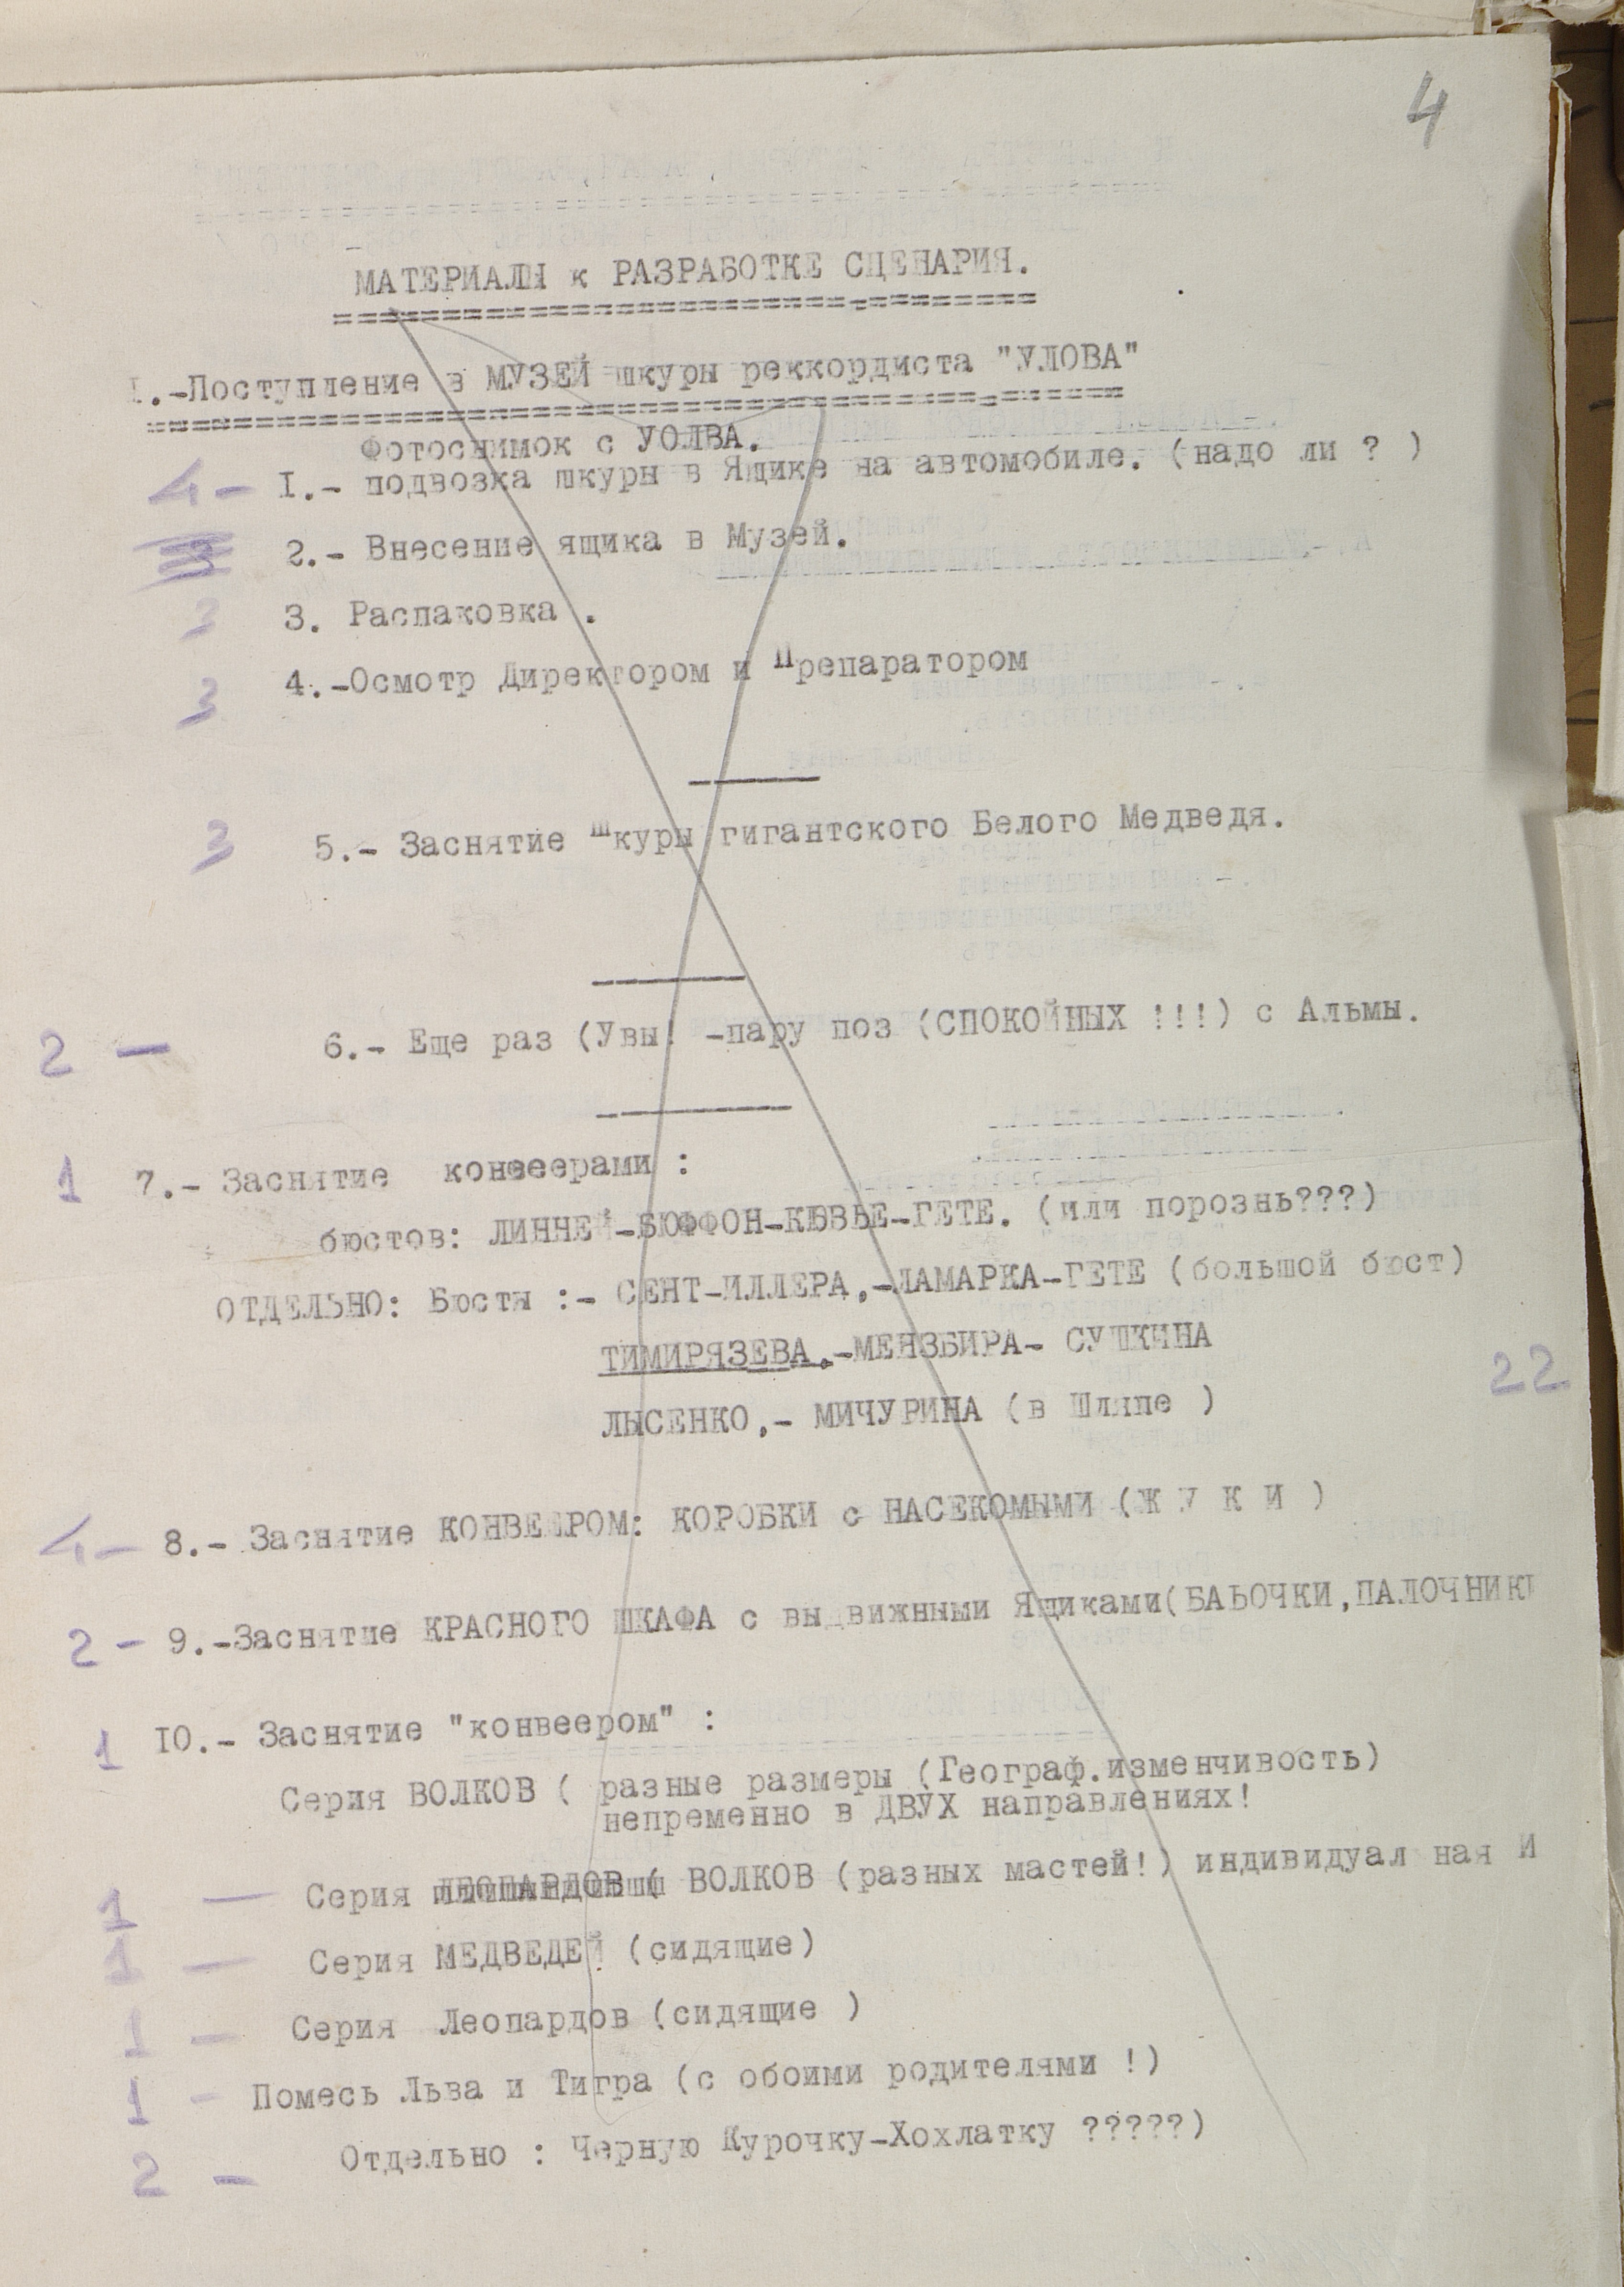 4
МАТЕРИАЛЫ к РАЗРАБОТКЕ СЦЕНАРИЯ.
I.-Поступление в МУЗЕЙ шкуры реккордиста "УЛОВА"
Фотоснимок с УОЛВА.
4- I.- подвозка шкуры в Ящике на автомобиле. (надо ли ? )
3 2.- Внесение ящика в Музей.
3 3. Распаковка .
3 4.-Осмотр Директором и Препаратором
3 5.- Заснятие Шкуры гигантского Белого Медведя.
2 - 6.- Еще раз (Увы! -пару поз (СПОКОЙНЫХ !!!) с Альмы.
1 7.- Заснятие конвеерами :
бюстов: ЛИННЕЙ-БЮФФОН-КЮВЬЕ-ГЕТЕ. (или порознь???)
ОТДЕЛЬНО: Бюсты :- СЕНТ-ИЛЛЕРА,-ЛАМАРКА-ГЕТЕ (большой бюст)
ТИМИРЯЗЕВА,-МЕНЗБИРА- СУШКИНА
22
ЛЫСЕНКО,- МИЧУРИНА (в Шляпе )
4- 8.- Заснятие КОНВЕЕРОМ: КОРОБКИ с НАСЕКОМЫМИ (Ж У К И )
2 - 9.-Заснятие КРАСНОГО ШКАФА с выдвижными Ящиками(БАБОЧКИ,ПАЛОЧНИКИ
1 IO.- Заснятие "конвеером" :
Серия ВОЛКОВ ( разные размеры (Географ.изменчивость)
непременно в ДВУХ направлениях!
1 - Серия ЛЕОПАРДОВ ( ВОЛКОВ (разных мастей!) индивидуал ная И
1 - Серия МЕДВЕДЕЙ (сидящие)
1 - Серия Леопардов (сидящие )
1 - Помесь Льва и Тигра (с обоими родителями !)
2 - Отдельно : Черную Курочку-Хохлатку ?????)